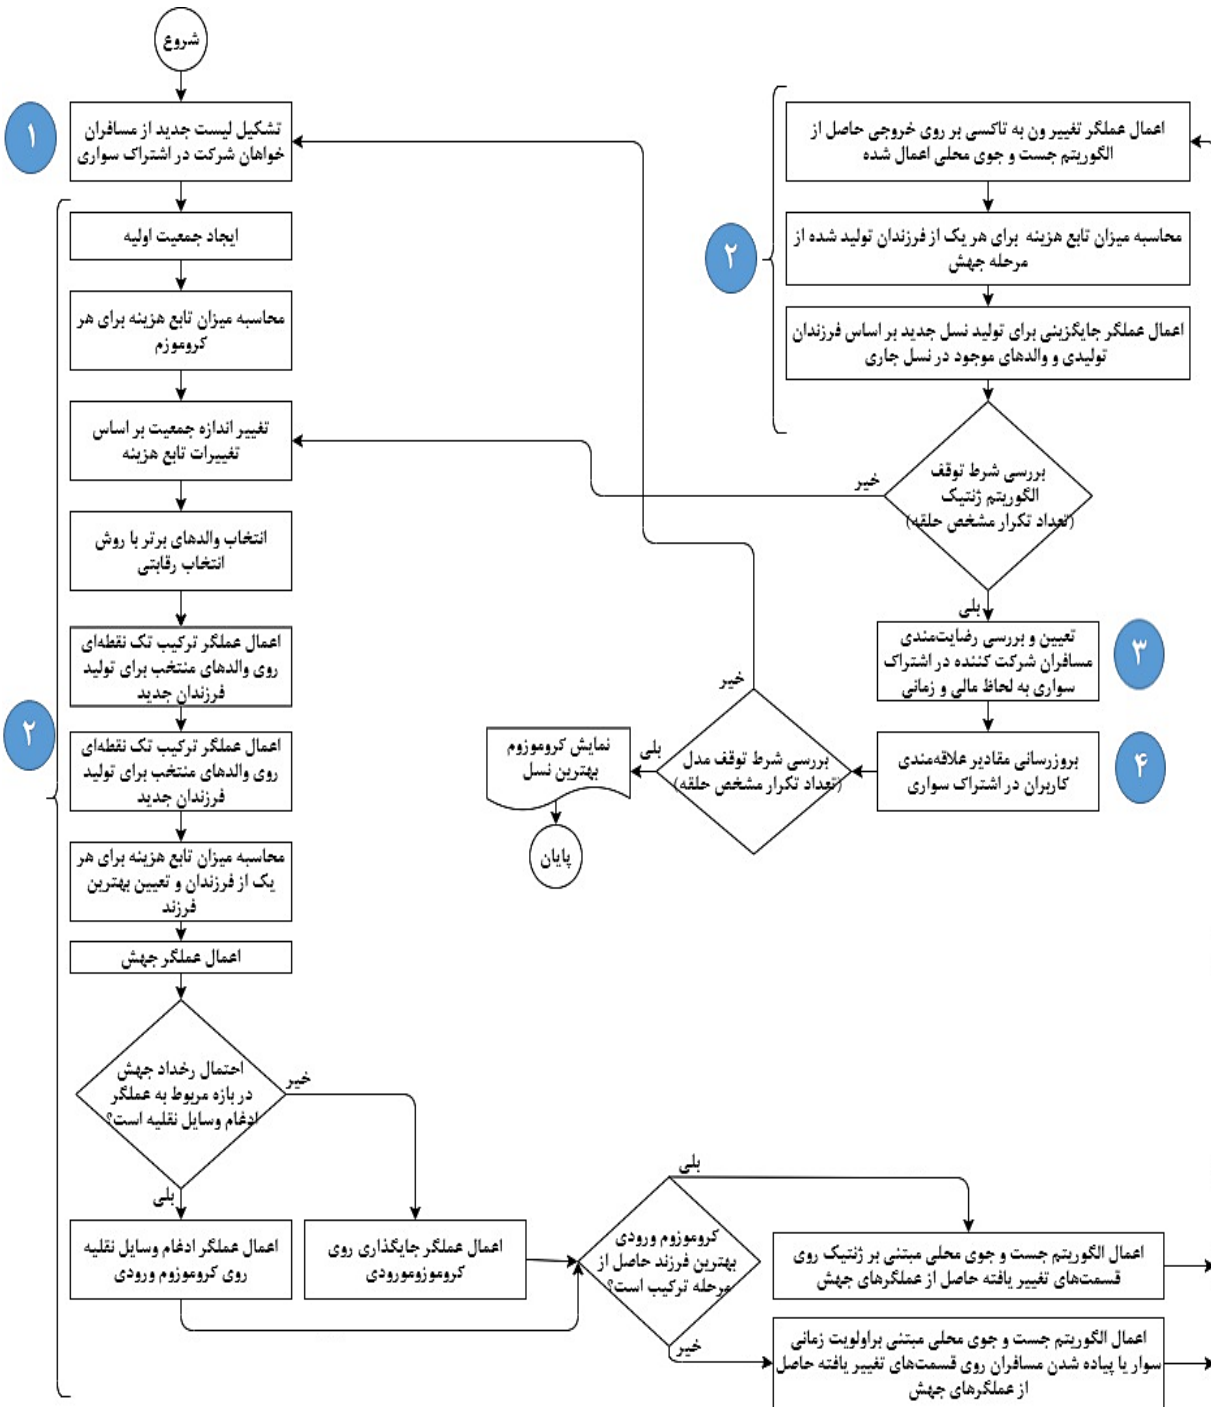 شروع
۱
تشکیل لیست جدید از مسافران
خواهان شرکت در اشتراک سواری
ایجاد جمعیت اولیه
محاسبه میزان تابع هزینه برای هر
کروموزم
تغییر اندازه جمعیت بر اساس
تغییرات تابع هزینه
انتخاب والدهای برتر با روش
انتخاب رقابتی
اعمال عملگر ترکیب تک نقطه‌ای
روی والدهای منتخب برای تولید
فرزندان جدید
۲
اعمال عملگر ترکیب تک نقطه‌ای
روی والدهای منتخب برای تولید
فرزندان جدید
محاسبه میزان تابع هزینه برای هر
یک از فرزندان و تعیین بهترین
فرزند
اعمال عملگر جهش
احتمال رخداد جهش
در بازه مربوط به عملگر
ادغام وسایل نقلیه است؟
خیر
بلی
اعمال عملگر ادغام وسایل نقلیه
روی کروموزوم ورودی
اعمال عملگر جایگذاری روی
کروموزومورودی
کروموزوم ورودی
بهترین فرزند حاصل از
مرحله ترکیب است؟
بلی
خیر
اعمال الگوریتم جست و جوی محلی مبتنی بر ژنتیک روی
قسمت‌های تغییر یافته حاصل از عملگرهای جهش
اعمال الگوریتم جست و جوی محلی مبتنی براولویت زمانی
سوار یا پیاده شدن مسافران روی قسمت‌های تغییر یافته حاصل
از عملگرهای جهش
اعمال عملگر تغییر ون به تاکسی بر روی خروجی حاصل از
الگوریتم جست و جوی محلی اعمال شده
۲
محاسبه میزان تابع هزینه برای هر یک از فرزندان تولید شده از
مرحله جهش
اعمال عملگر جایگزینی برای تولید نسل جدید بر اساس فرزندان
تولیدی و والدهای موجود در نسل جاری
بررسی شرط توقف
الگوریتم ژنتیک
(تعداد تکرار مشخص حلقه)
خیر
بلی
تعیین و بررسی رضایت‌مندی
مسافران شرکت کننده در اشتراک
سواری به لحاظ مالی و زمانی
۳
بروزرسانی مقادیر علاقه‌مندی
کاربران در اشتراک سواری
۴
بررسی شرط توقف مدل
(تعداد تکرار مشخص حلقه)
خیر
بلی
نمایش کروموزوم
بهترین نسل
پایان